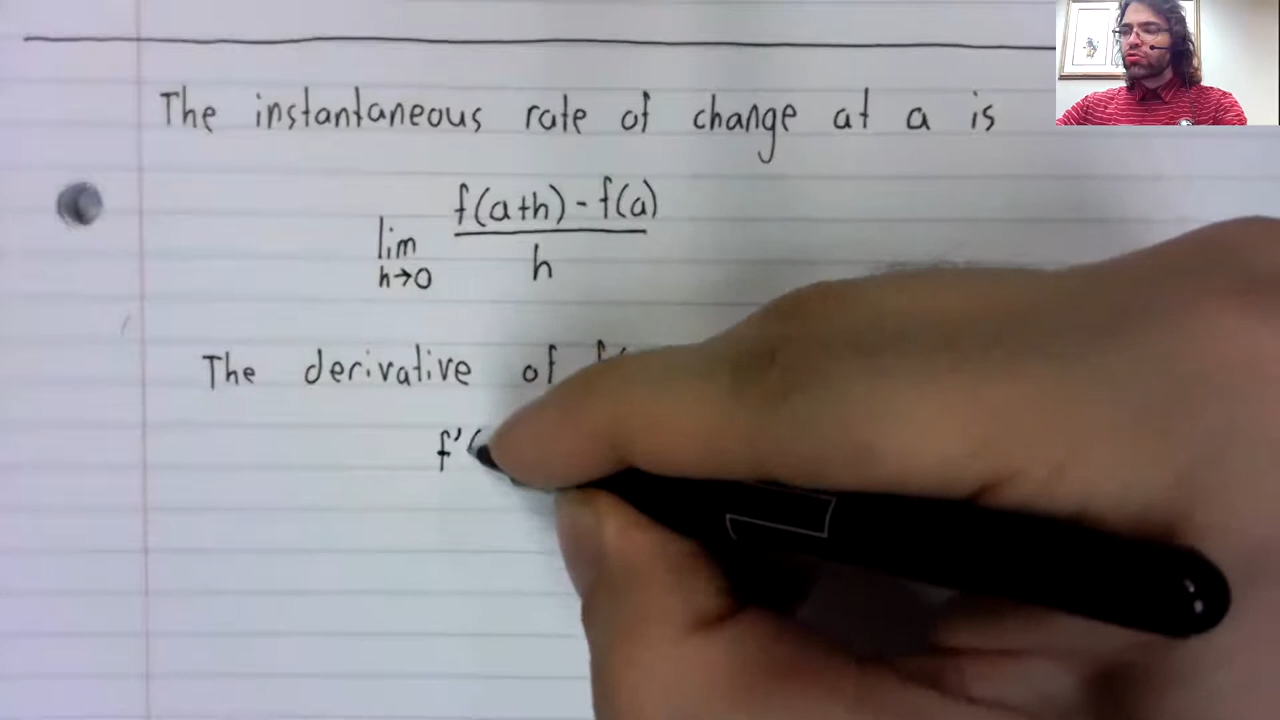 The instantaneous rate of change at a is
lim h→0 f(a+h) - f(a) / h
The derivative of f(
f'(